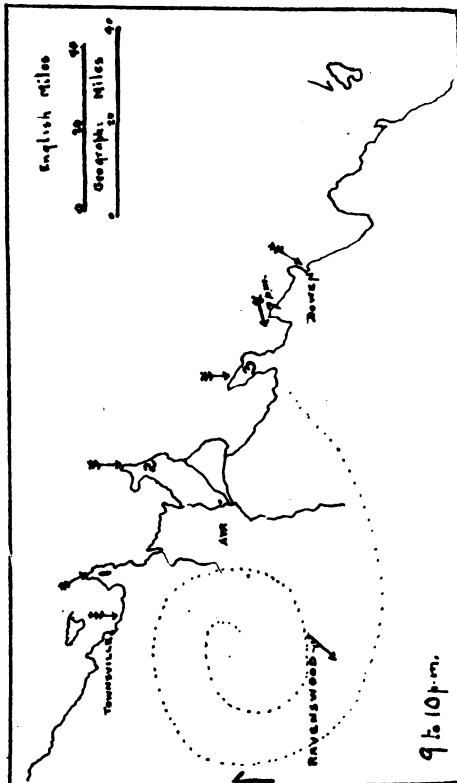 English Miles
0 20 40
Geographic Miles
0 20 40
TOWNSVILLE
1
2
3
AYR
p.m.
Bowen
RAVENSWOOD
9 to 10 p.m.